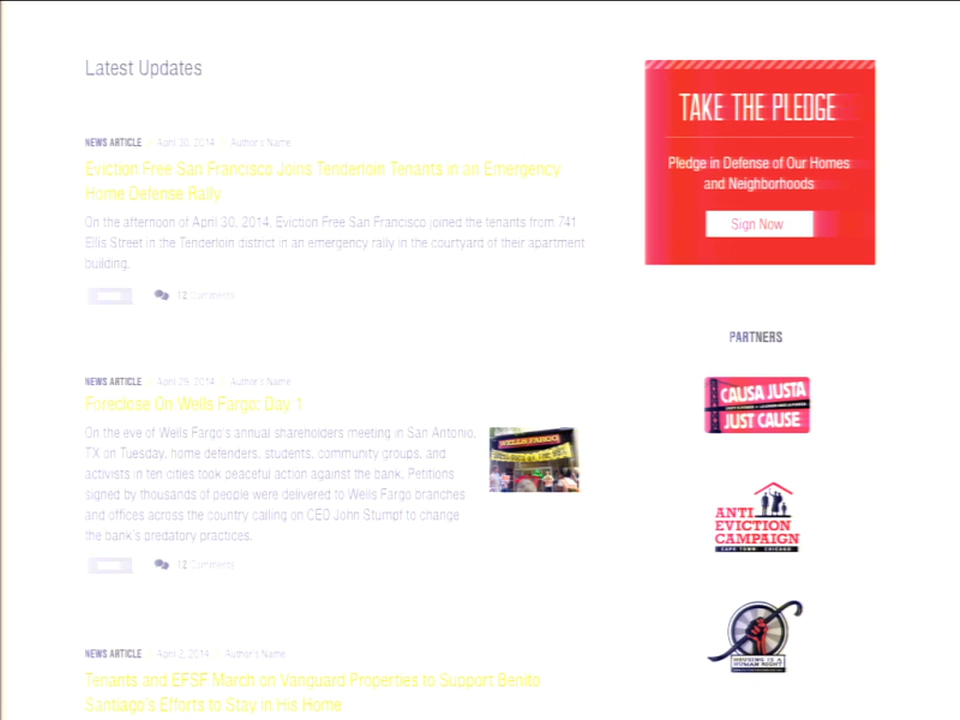 Latest Updates
NEWS ARTICLE / April 30, 2014 / Author's Name
Eviction Free San Francisco Joins Tenderloin Tenants in an Emergency
Home Defense Rally
On the afternoon of April 30, 2014, Eviction Free San Francisco joined the tenants from 741
Ellis Street in the Tenderloin district in an emergency rally in the courtyard of their apartment
building.
12 Comments
NEWS ARTICLE / April 29, 2014 / Author's Name
Foreclose On Wells Fargo: Day 1
On the eve of Wells Fargo's annual shareholders meeting in San Antonio,
TX on Tuesday, home defenders, students, community groups, and
activists in ten cities took peaceful action against the bank. Petitions
signed by thousands of people were delivered to Wells Fargo branches
and offices across the country calling on CEO John Stumpf to change
the bank's predatory practices.
WELLS FARGO
12 Comments
NEWS ARTICLE / April 2, 2014 / Author's Name
Tenants and EFSF March on Vanguard Properties to Support Benito
Santiago's Efforts to Stay in His Home
TAKE THE PLEDGE
Pledge in Defense of Our Homes
and Neighborhoods
Sign Now
PARTNERS
CAUSA JUSTA
JUST CAUSE
ANTI
EVICTION
CAMPAIGN
CAPE TOWN CHICAGO
HOUSING IS A
HUMAN RIGHT